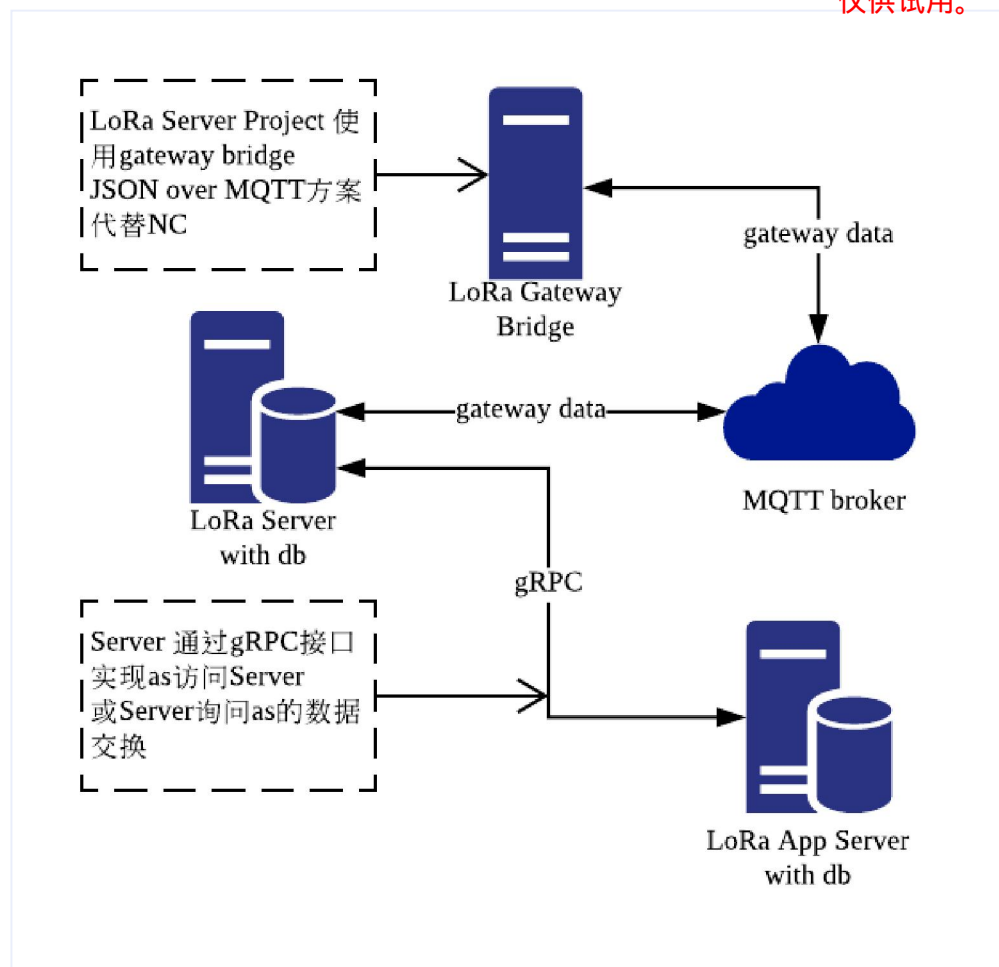 仅供试用。
LoRa Server Project 使
用gateway bridge
JSON over MQTT方案
代替NC
gateway data
LoRa Gateway
Bridge
gateway data
MQTT broker
LoRa Server
with db
gRPC
Server 通过gRPC接口
实现as访问Server
或Server询问as的数据
交换
LoRa App Server
with db